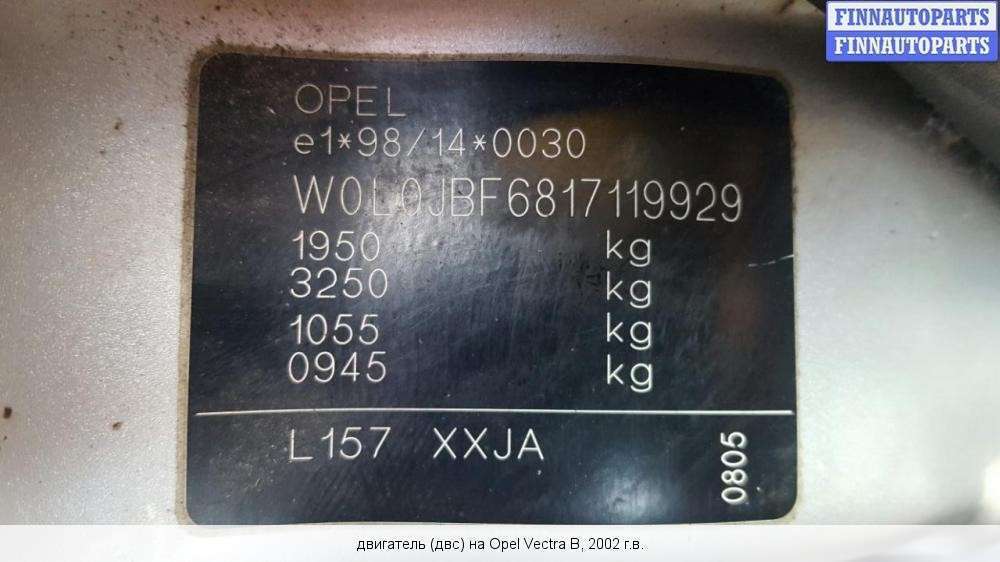 FINNAUTOPARTS
FINNAUTOPARTS
OPEL
e1*98/14*0030
W0L0JBF6817119929
1950 kg
3250 kg
1055 kg
0945 kg
L157 XXJA
0805
двигатель (двс) на Opel Vectra B, 2002 г.в.